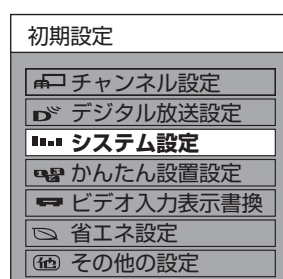 初期設定
チャンネル設定
デジタル放送設定
システム設定
かんたん設置設定
ビデオ入力表示書換
省エネ設定
他 その他の設定